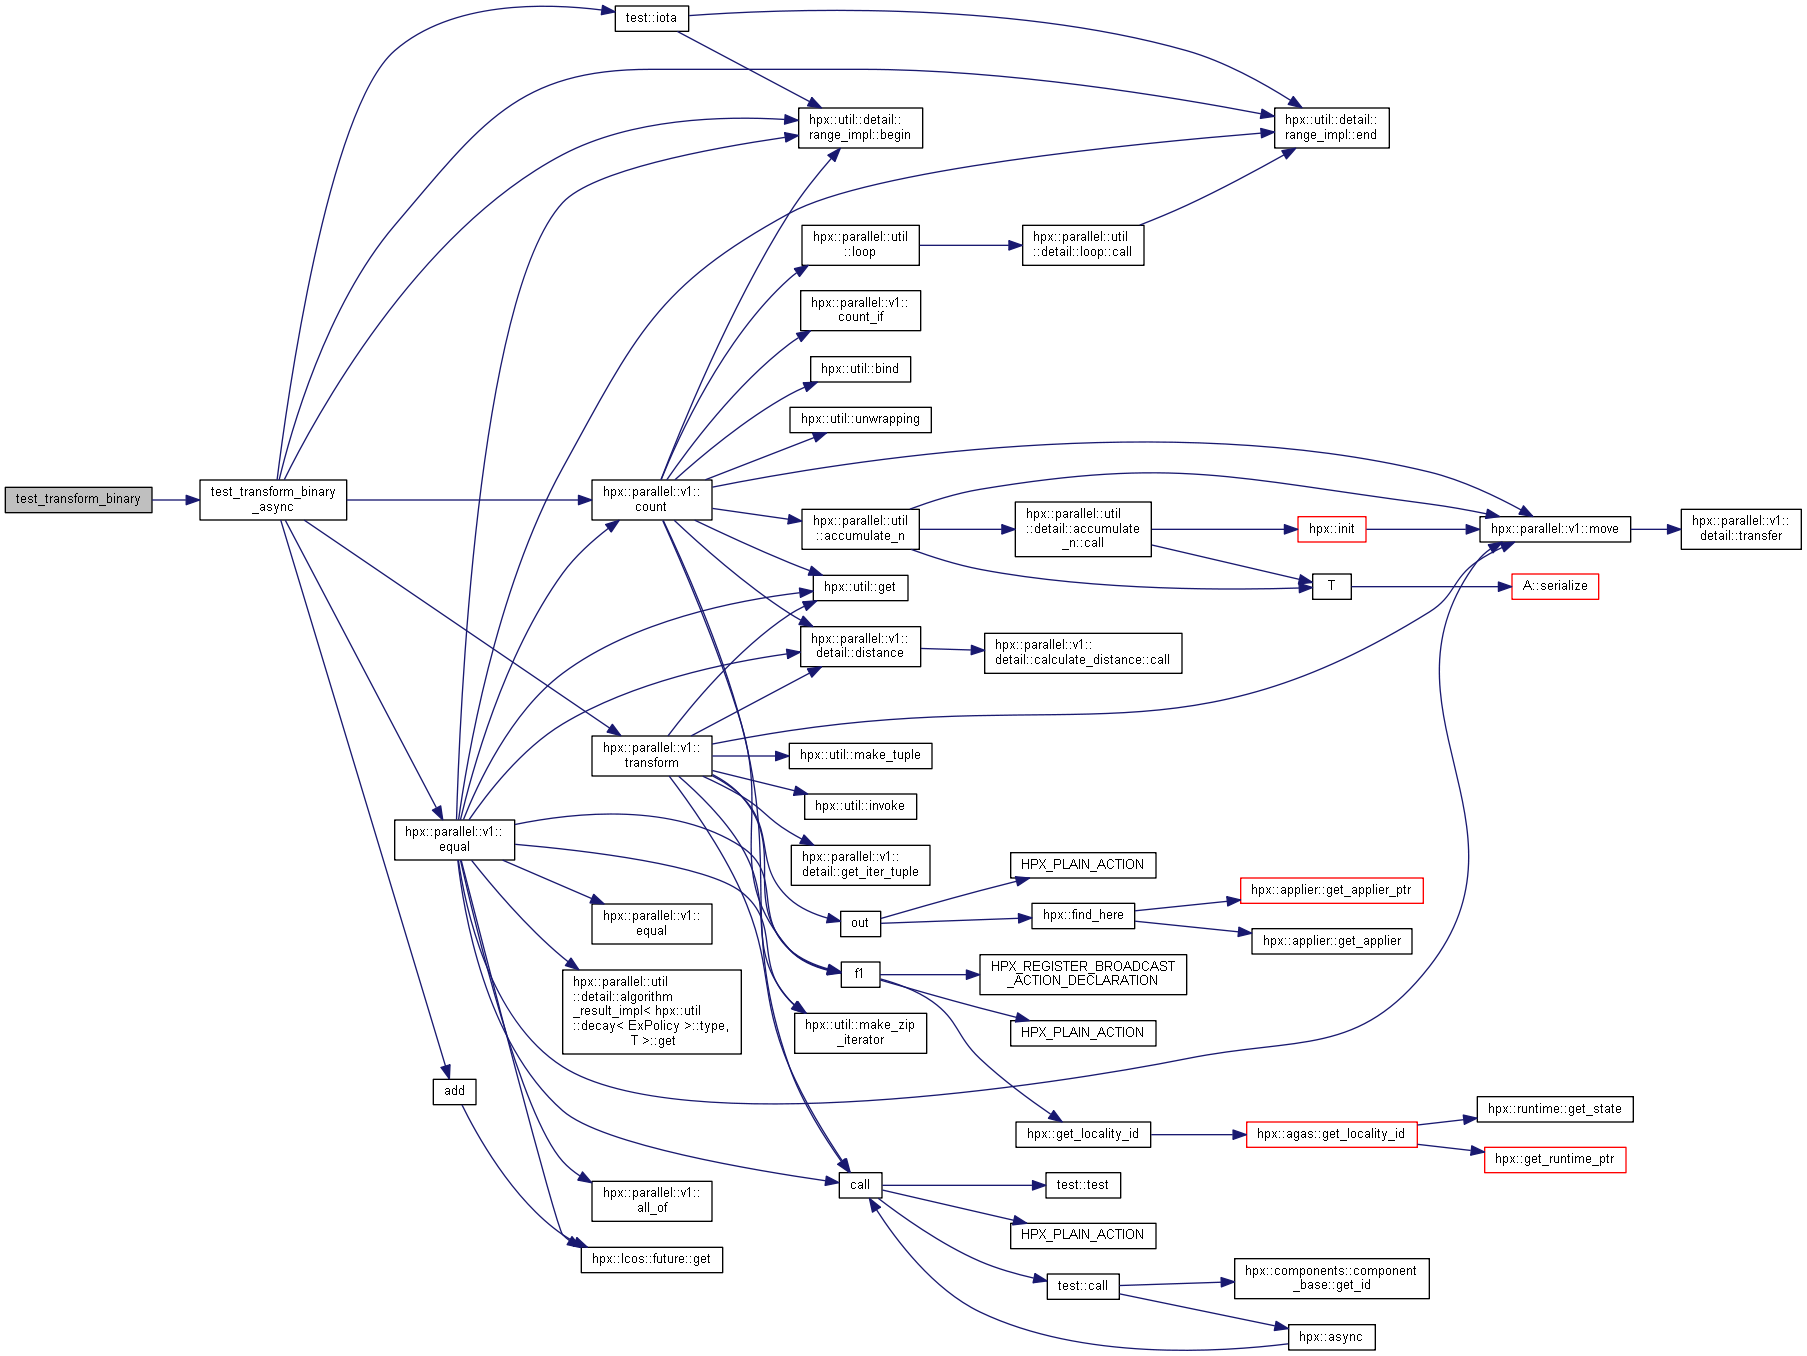 test::iota
hpx::util::detail::
range_impl::begin
hpx::util::detail::
range_impl::end
hpx::parallel::util
::loop
hpx::parallel::util
::detail::loop::call
hpx::parallel::v1::
count_if
hpx::util::bind
hpx::util::unwrapping
test_transform_binary
test_transform_binary
_async
hpx::parallel::v1::
count
hpx::parallel::util
::accumulate_n
hpx::parallel::util
::detail::accumulate
_n::call
hpx::init
hpx::parallel::v1::move
hpx::parallel::v1::
detail::transfer
hpx::util::get
T
A::serialize
hpx::parallel::v1::
detail::distance
hpx::parallel::v1::
detail::calculate_distance::call
hpx::parallel::v1::
transform
hpx::util::make_tuple
hpx::util::invoke
hpx::parallel::v1::
equal
hpx::parallel::v1::
detail::get_iter_tuple
HPX_PLAIN_ACTION
hpx::applier::get_applier_ptr
hpx::parallel::v1::
equal
out
hpx::find_here
hpx::applier::get_applier
f1
HPX_REGISTER_BROADCAST
_ACTION_DECLARATION
hpx::parallel::util
::detail::algorithm
_result_impl< hpx::util
::decay< ExPolicy >::type,
T >::get
hpx::util::make_zip
_iterator
HPX_PLAIN_ACTION
add
hpx::get_locality_id
hpx::agas::get_locality_id
hpx::runtime::get_state
hpx::get_runtime_ptr
call
test::test
hpx::parallel::v1::
all_of
HPX_PLAIN_ACTION
hpx::lcos::future::get
test::call
hpx::components::component
_base::get_id
hpx::async